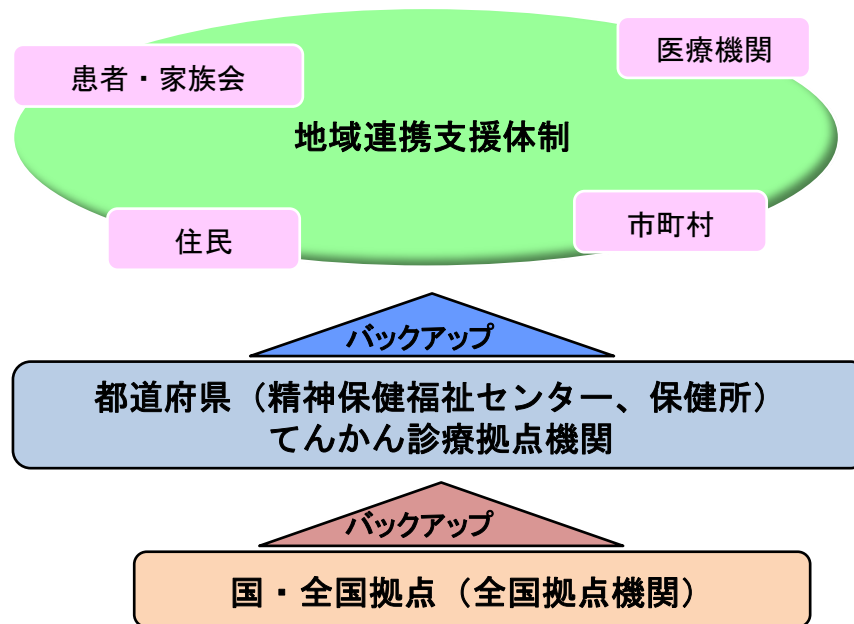 患者・家族会
医療機関
地域連携支援体制
住民
市町村
バックアップ
都道府県（精神保健福祉センター、保健所）
てんかん診療拠点機関
バックアップ
国・全国拠点（全国拠点機関）